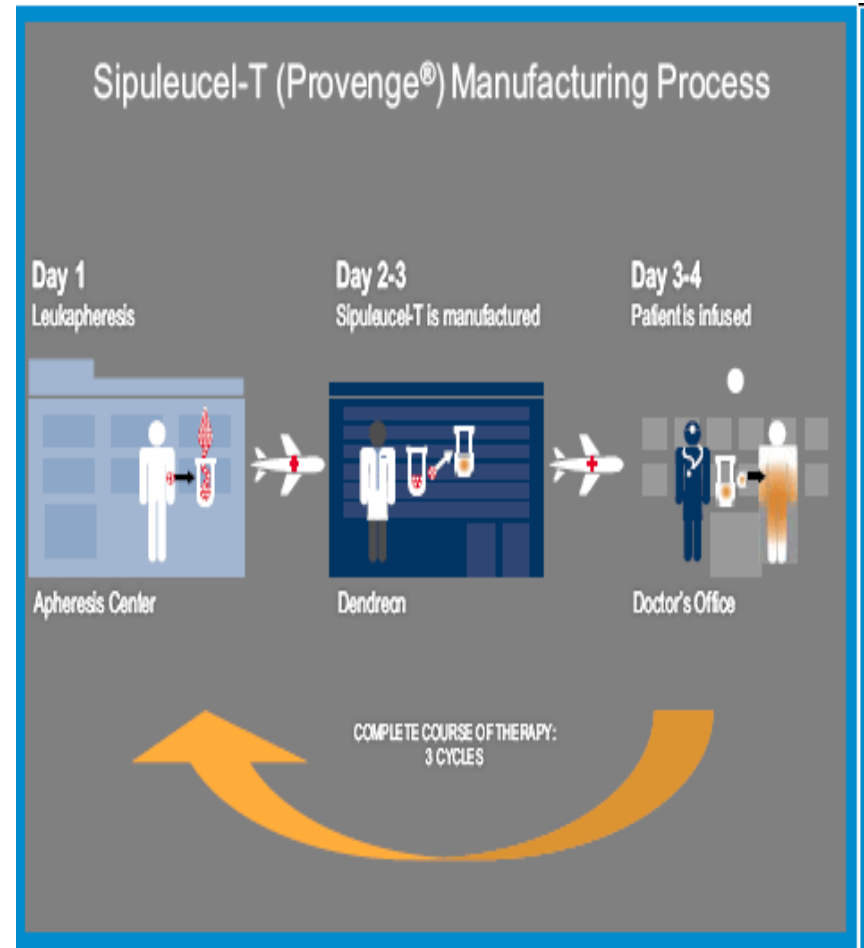 Sipuleucel-T (Provenge®) Manufacturing Process
Day 1
Leukapheresis
Day 2-3
Sipuleucel-T is manufactured
Day 3-4
Patient is infused
Apheresis Center
Dendreon
Doctor's Office
COMPLETE COURSE OF THERAPY:
3 CYCLES